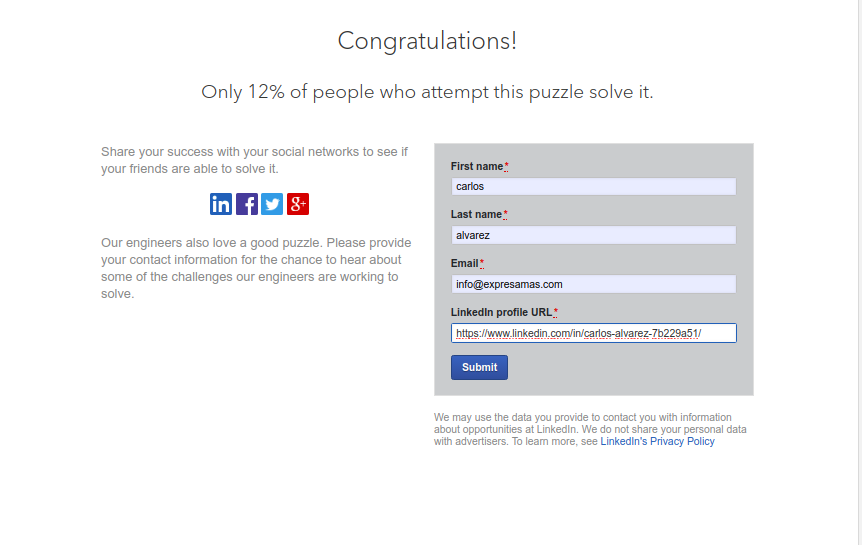 Congratulations!
Only 12% of people who attempt this puzzle solve it.
Share your success with your social networks to see if
your friends are able to solve it.
in f g+
Our engineers also love a good puzzle. Please provide
your contact information for the chance to hear about
some of the challenges our engineers are working to
solve.
First name*
carlos
Last name*
alvarez
Email*
info@expresamas.com
LinkedIn profile URL*
https://www.linkedin.com/in/carlos-alvarez-7b229a51/
Submit
We may use the data you provide to contact you with information
about opportunities at LinkedIn. We do not share your personal data
with advertisers. To learn more, see LinkedIn's Privacy Policy